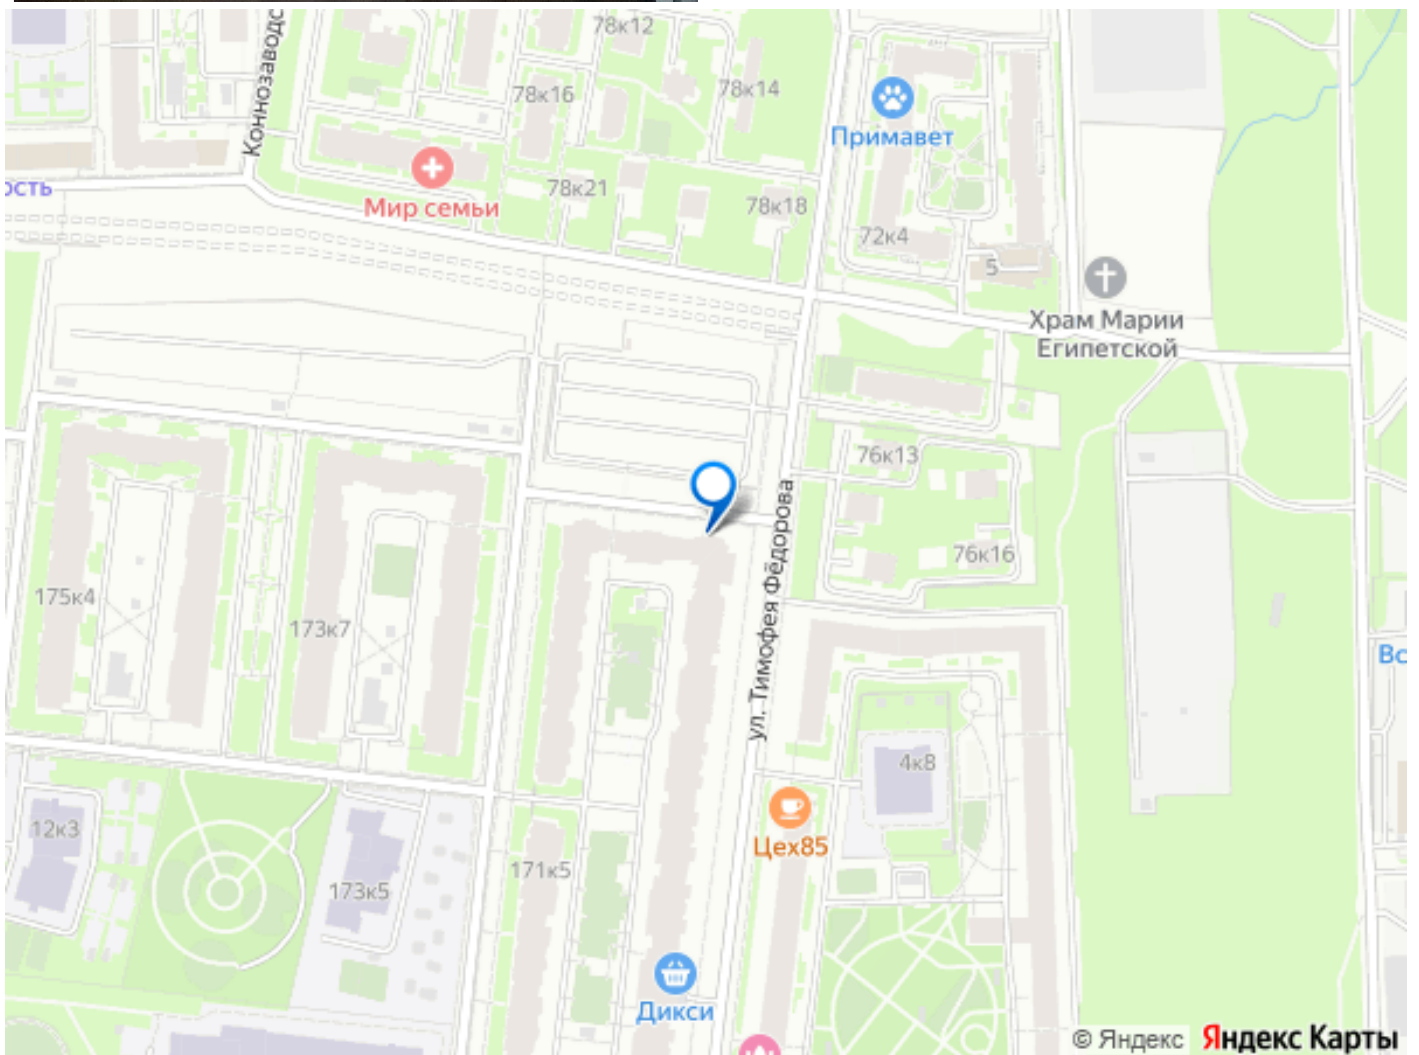 78к12
Коннозаводс
78к16
78к14
Примавет
ость
Мир семьи
78к21
78к18
72к4
5
Храм Марии
Египетской
76к13
ул. Тимофея Фёдорова
76к16
175к4
173к7
Вс
4к8
12к3
Цех85
173к5
171к5
Дикси
© Яндекс Яндекс Карты